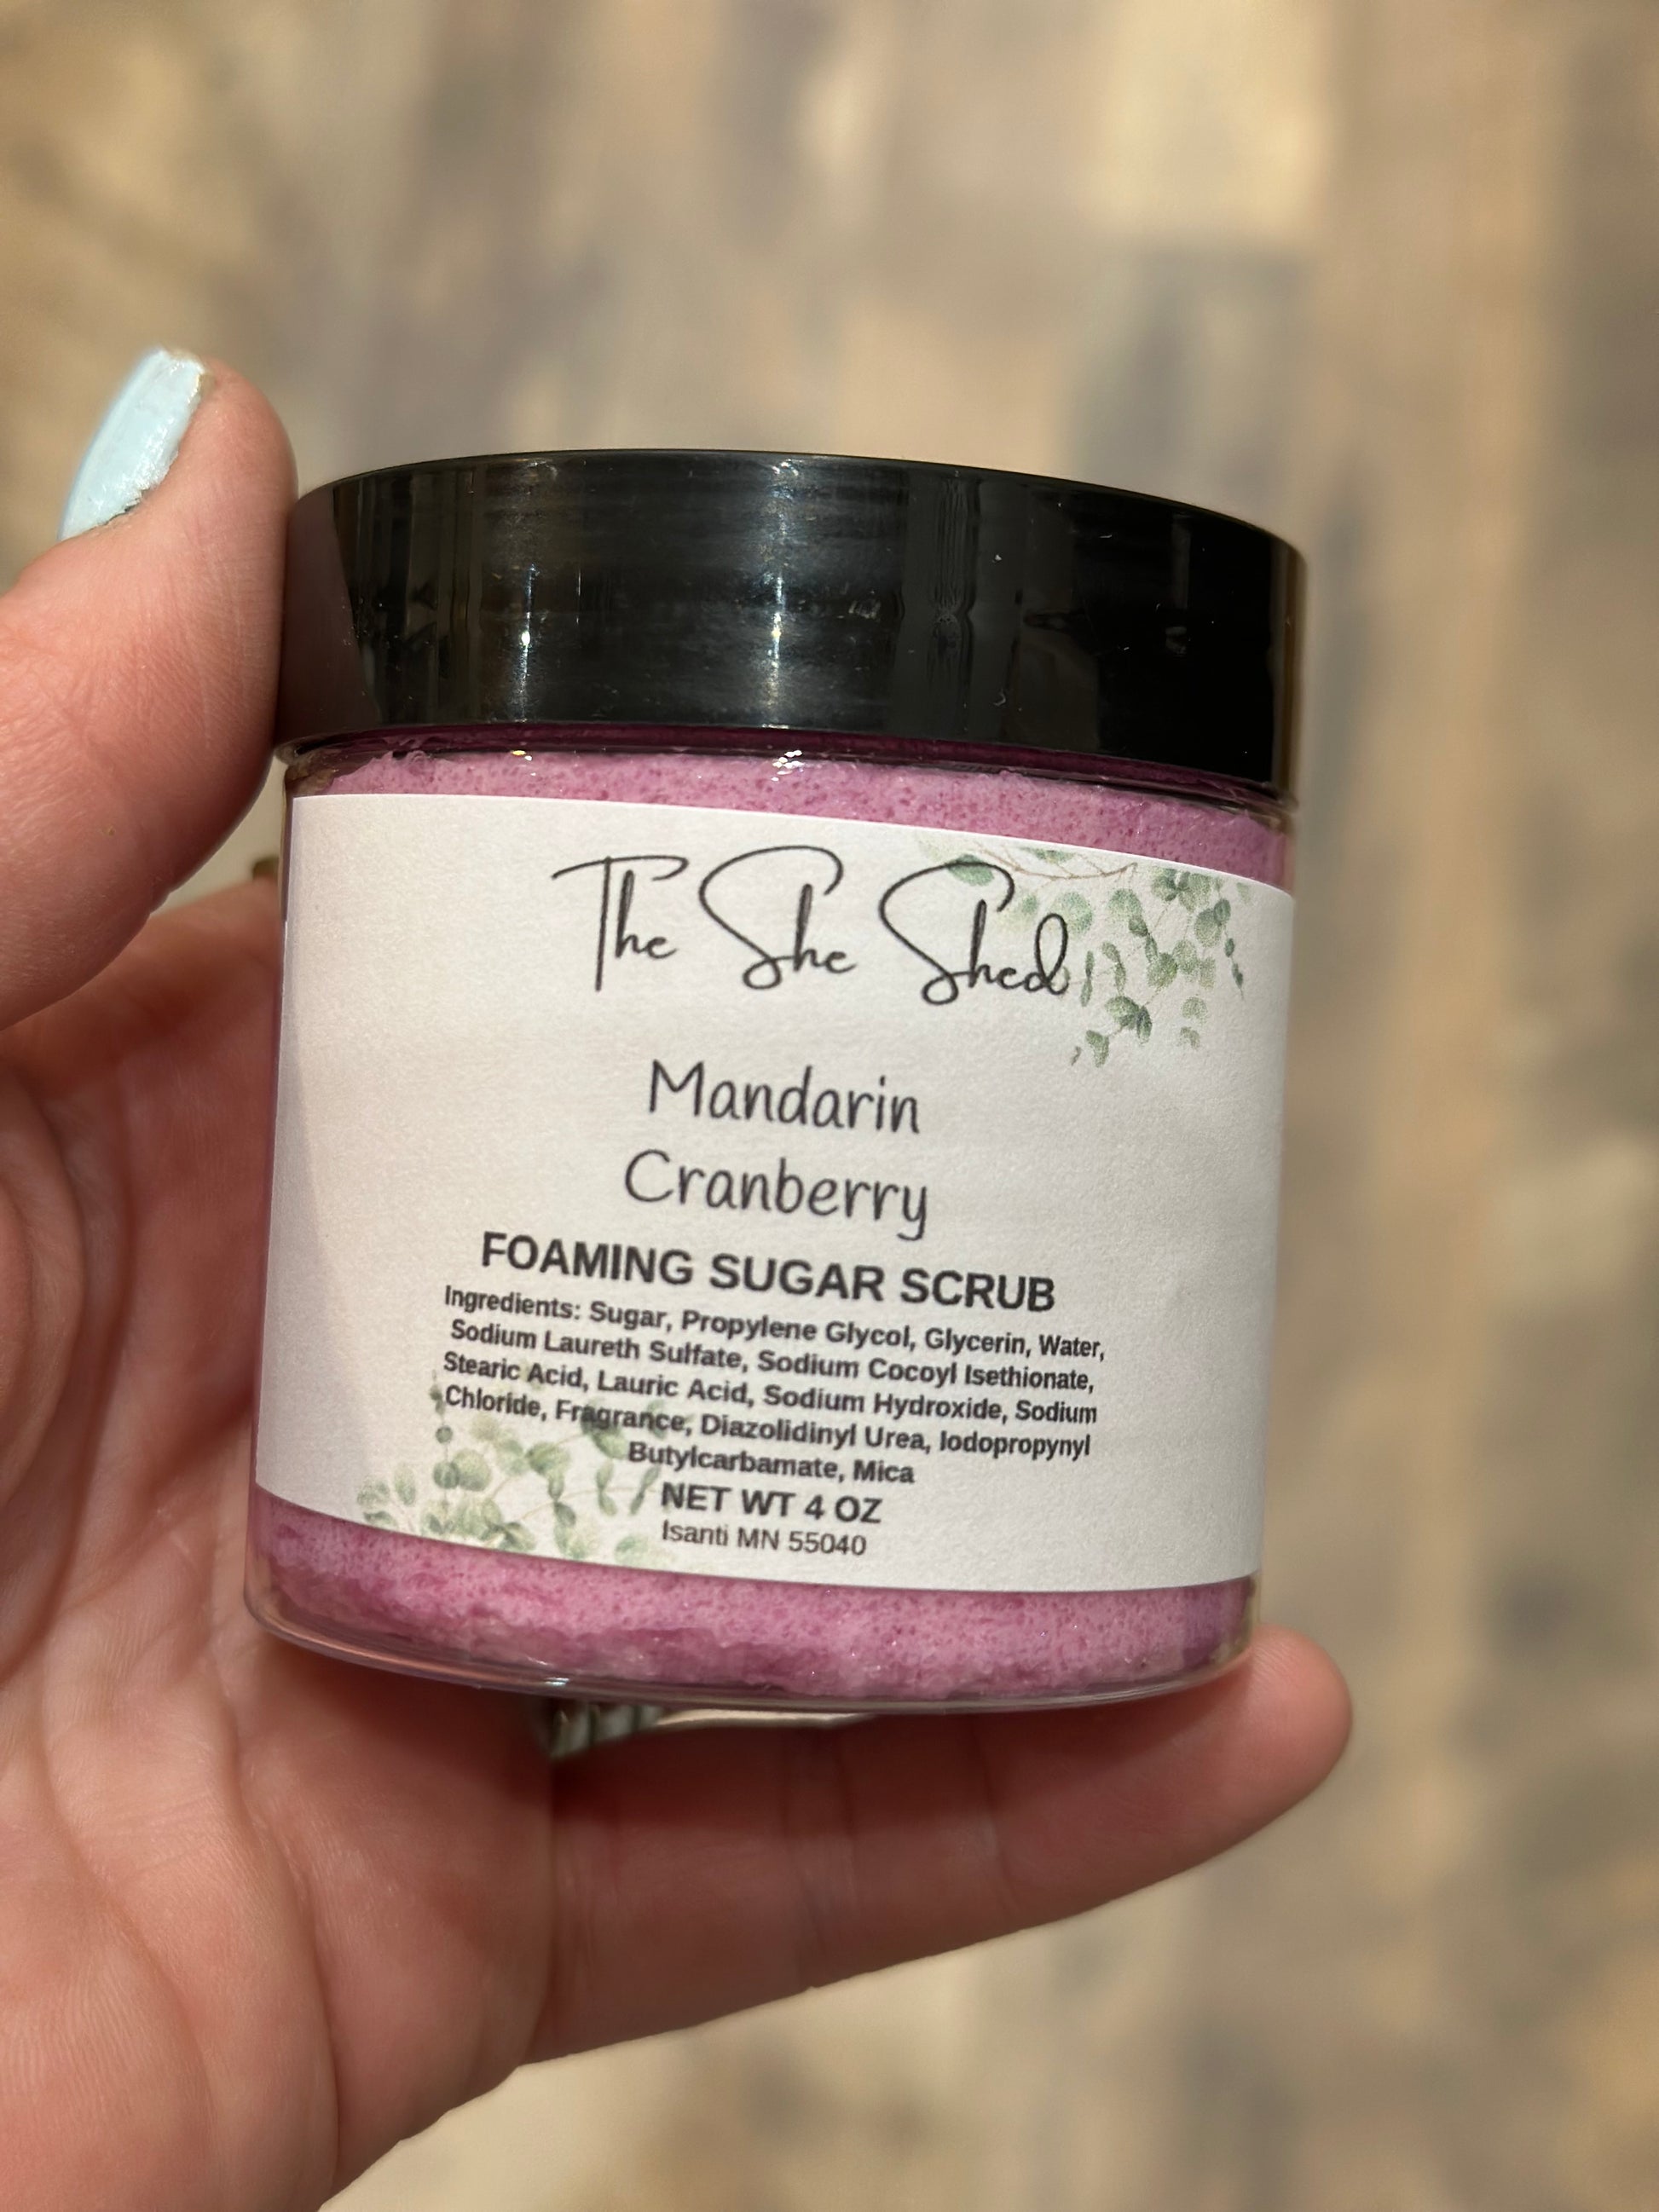 The She Shed
Mandarin
Cranberry
FOAMING SUGAR SCRUB
Ingredients: Sugar, Propylene Glycol, Glycerin, Water,
Sodium Laureth Sulfate, Sodium Cocoyl Isethionate,
Stearic Acid, Lauric Acid, Sodium Hydroxide, Sodium
Chloride, Fragrance, Diazolidinyl Urea, Iodopropynyl
Butylcarbamate, Mica
NET WT 4 OZ
Isanti MN 55040